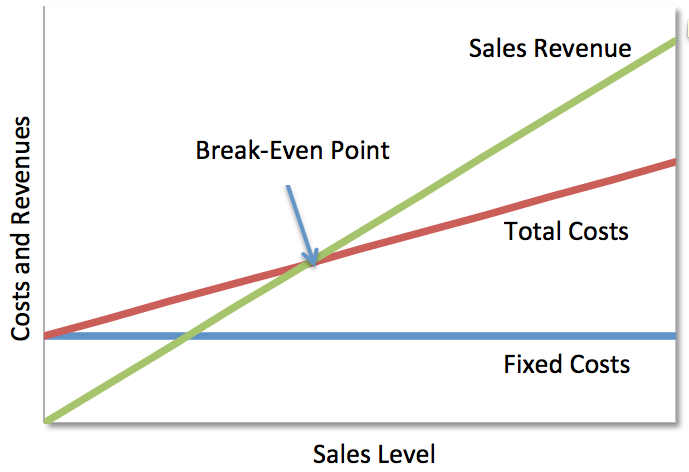 Sales Revenue
Break-Even Point
Total Costs
Fixed Costs
Costs and Revenues
Sales Level